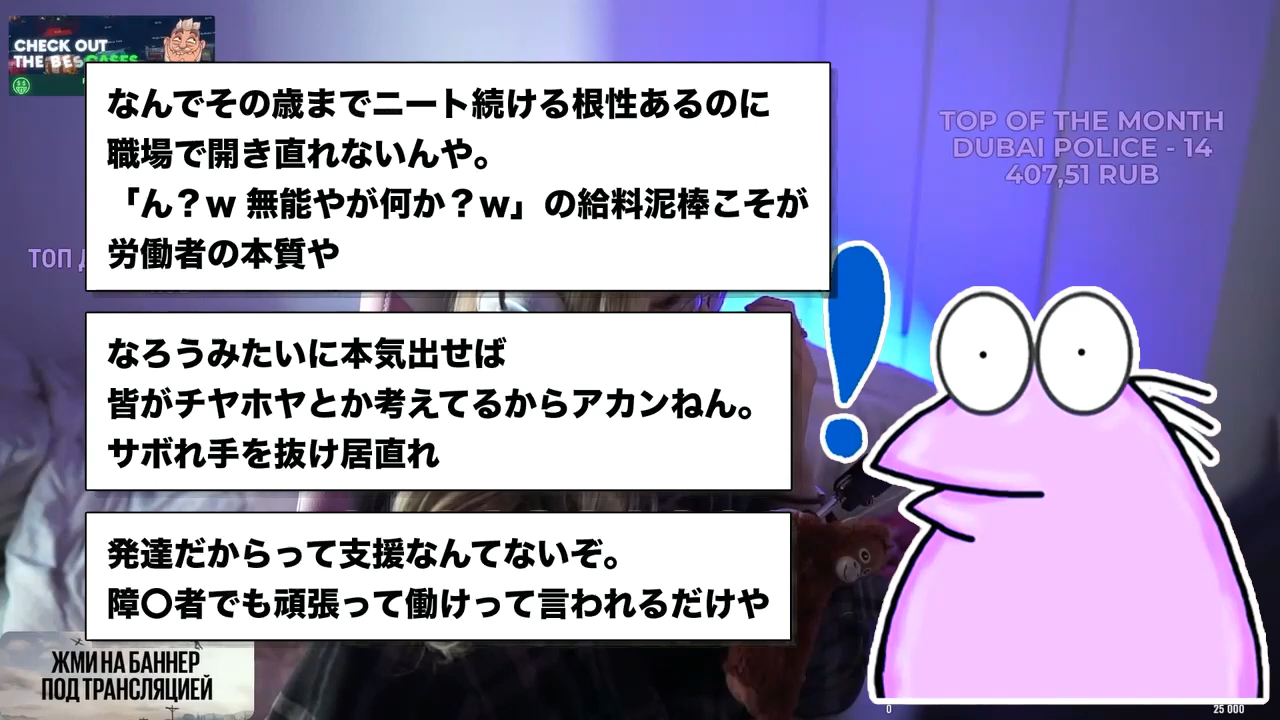 CHECK OUT
THE BEST CASES
なんでその歳までニート続ける根性あるのに
職場で開き直れないんや。
「ん？w 無能やが何か？w」の給料泥棒こそが
労働者の本質や
TOP OF THE MONTH
DUBAI POLICE - 14
407,51 RUB
ТОП
なろうみたいに本気出せば
皆がチヤホヤとか考えてるからアカンねん。
サボれ手を抜け居直れ
発達だからって支援なんてないぞ。
障〇者でも頑張って働けって言われるだけや
ЖМИ НА БАННЕР
ПОД ТРАНСЛЯЦИЕЙ
0
25 000